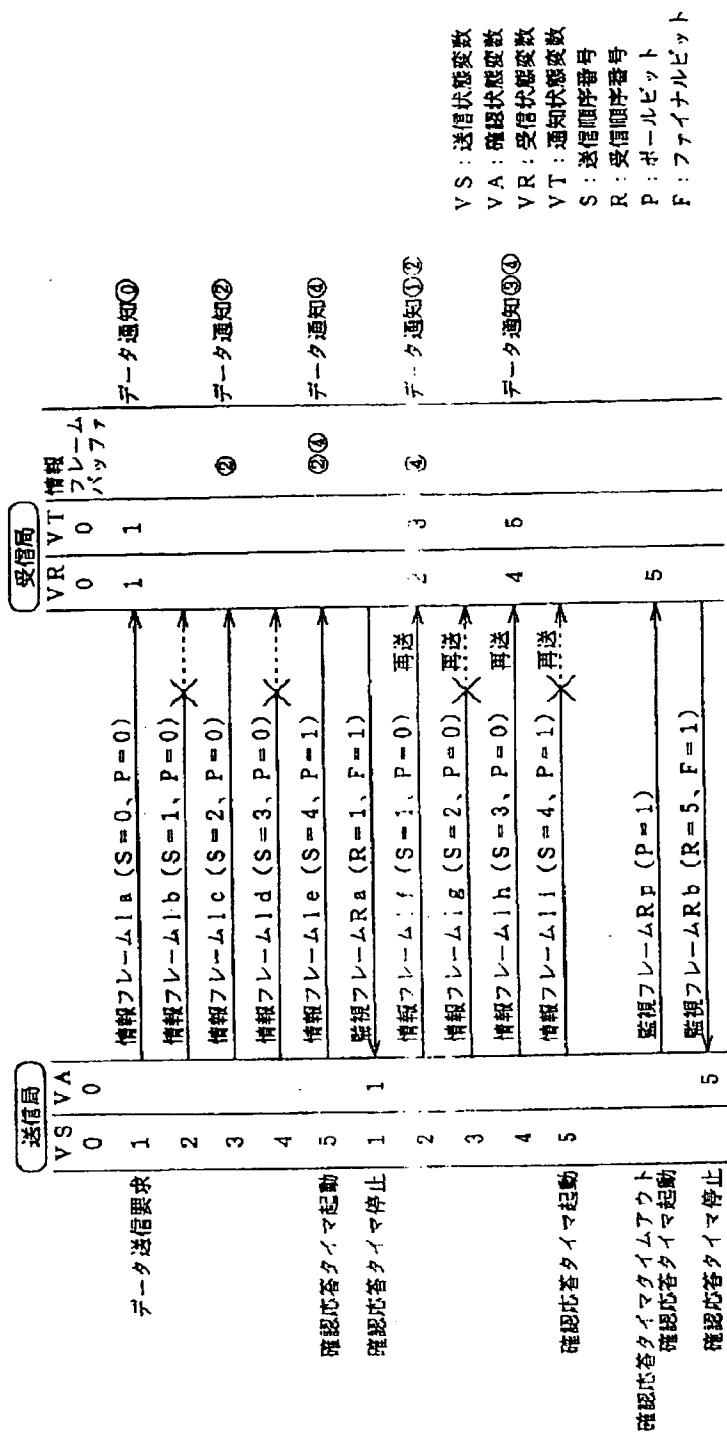 送信局
受信局
VS VA
VR VT 情報フレームバッファ
0 0
0 0
データ送信要求 1
情報フレームIa (S=0、P=0)
1 1
データ通知⓪
2
情報フレームIb (S=1、P=0)
3
情報フレームIc (S=2、P=0)
②
データ通知②
4
情報フレームId (S=3、P=0)
確認応答タイマ起動 5
情報フレームIe (S=4、P=1)
②④
データ通知④
確認応答タイマ停止 1 1
監視フレームRa (R=1、F=1)
2
情報フレームIf (S=1、P=0)
再送
2 3
④
データ通知①②
3
情報フレームIg (S=2、P=0)
再送
4
情報フレームIh (S=3、P=0)
再送
4 5
データ通知③④
確認応答タイマ起動 5
情報フレームIi (S=4、P=1)
再送
確認応答タイマタイムアウト
確認応答タイマ起動
監視フレームRp (P=1)
5
確認応答タイマ停止 5
監視フレームRb (R=5、F=1)
VS:送信状態変数
VA:確認状態変数
VR:受信状態変数
VT:通知状態変数
S:送信順序番号
R:受信順序番号
P:ポールビット
F:ファイナルビット